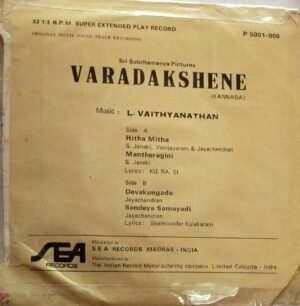 33 1/3 R.P.M. SUPER EXTENDED PLAY RECORD
P 5001-009
ORIGINAL MOVIE SOUND TRACK RECORDING
Sri Subrhamanya Pictures
VARADAKSHENE
(KANNADA)
Music : L. VAITHYANATHAN
Side A
Hitha Mitha
S. Janaki, Vanijayaram & Jayachandran
Mantheragini
S. Janaki
Lyrics: KU. RA. SI.
Side B
Devakungada
Jayachandran
Sandeya Samayadi
Jayachandran
Lyrics : Shamsunder Kulakarani
SEA
RECORDS
Marketed by :
SEA RECORDS MADRAS - INDIA
Manufactured by
The Indian Record Manufacturing company Limited Calcutta - India